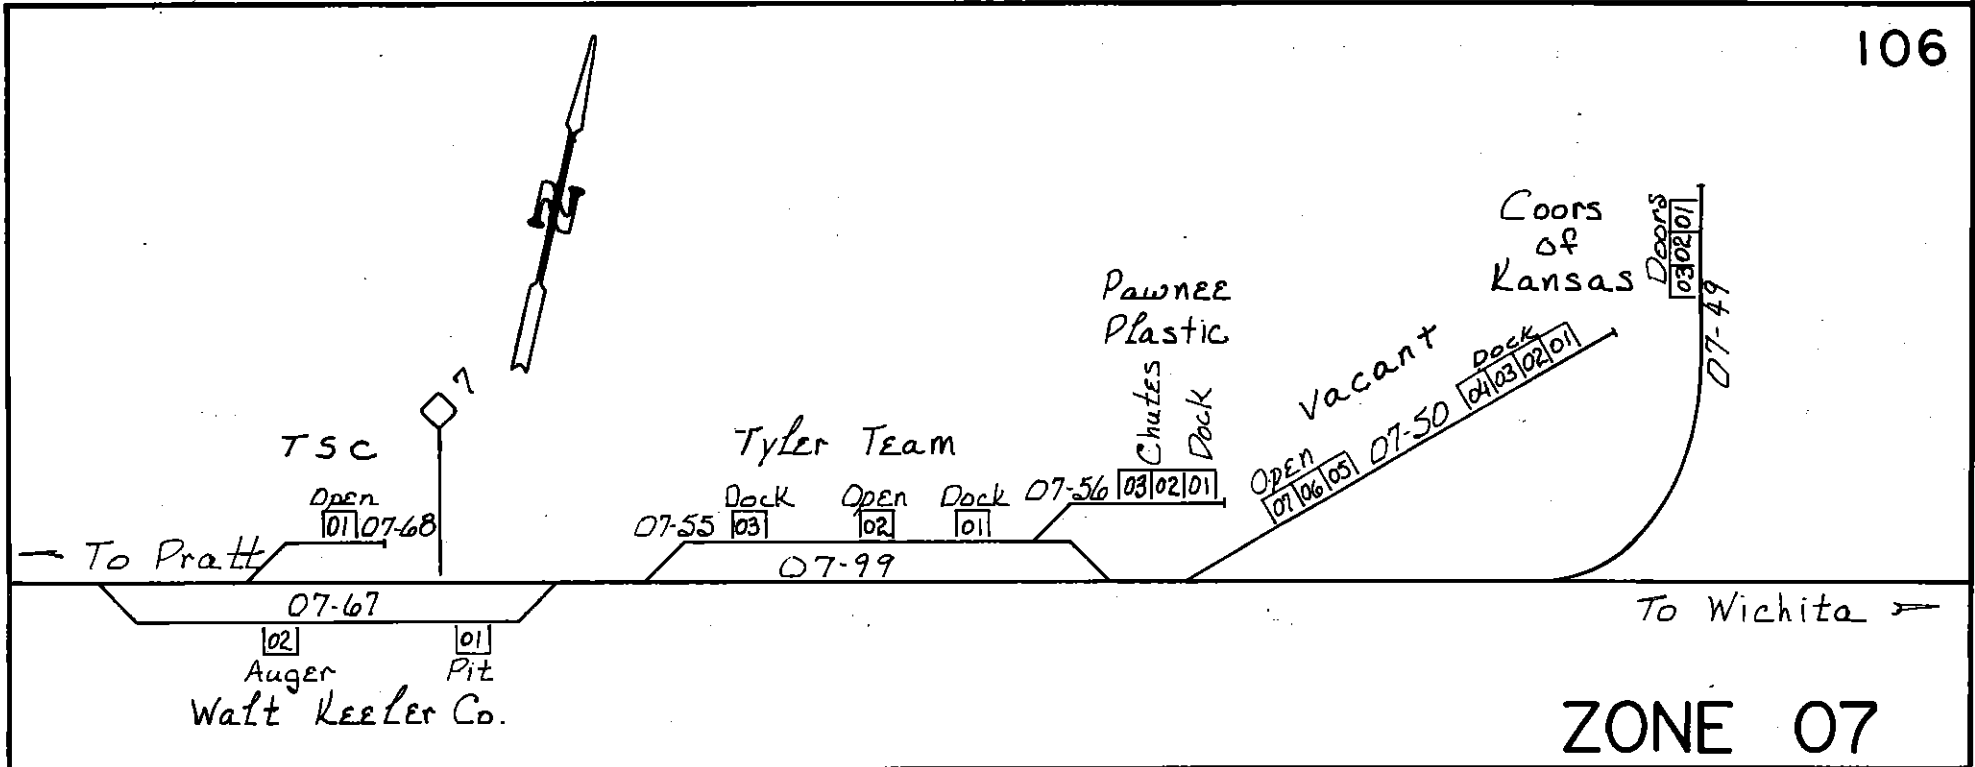 106
N
7
TSC
Open
01 07-68
To Pratt
07-67
02
Auger
01
Pit
Walt Keeler Co.
Tyler Team
07-55
Dock
03
Open
02
Dock
01
07-99
Pawnee
Plastic
Chutes
Dock
07-56 03 02 01
Vacant
Open
07 06 05
07-50
Dock
04 03 02 01
Coors
of
Kansas
Doors
03 02 01
07-49
To Wichita
ZONE 07